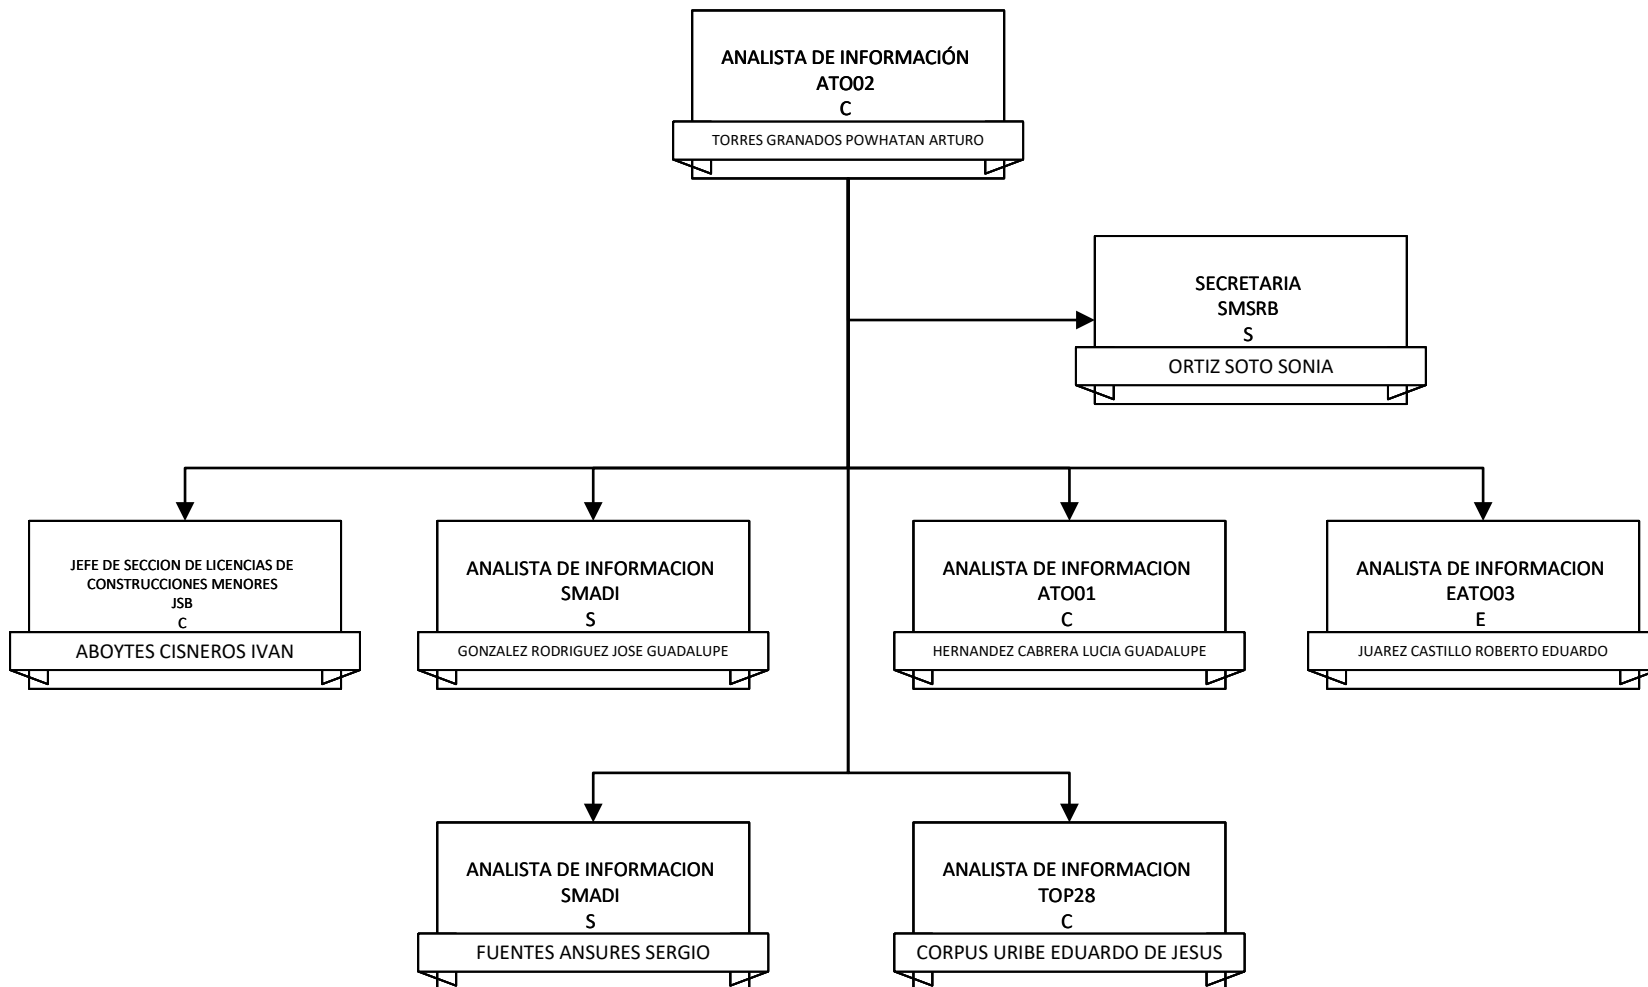 ANALISTA DE INFORMACIÓN
ATO02
C
TORRES GRANADOS POWHATAN ARTURO
SECRETARIA
SMSRB
S
ORTIZ SOTO SONIA
JEFE DE SECCION DE LICENCIAS DE
CONSTRUCCIONES MENORES
JSB
C
ABOYTES CISNEROS IVAN
ANALISTA DE INFORMACION
SMADI
S
GONZALEZ RODRIGUEZ JOSE GUADALUPE
ANALISTA DE INFORMACION
ATO01
C
HERNANDEZ CABRERA LUCIA GUADALUPE
ANALISTA DE INFORMACION
EATO03
E
JUAREZ CASTILLO ROBERTO EDUARDO
ANALISTA DE INFORMACION
SMADI
S
FUENTES ANSURES SERGIO
ANALISTA DE INFORMACION
TOP28
C
CORPUS URIBE EDUARDO DE JESUS